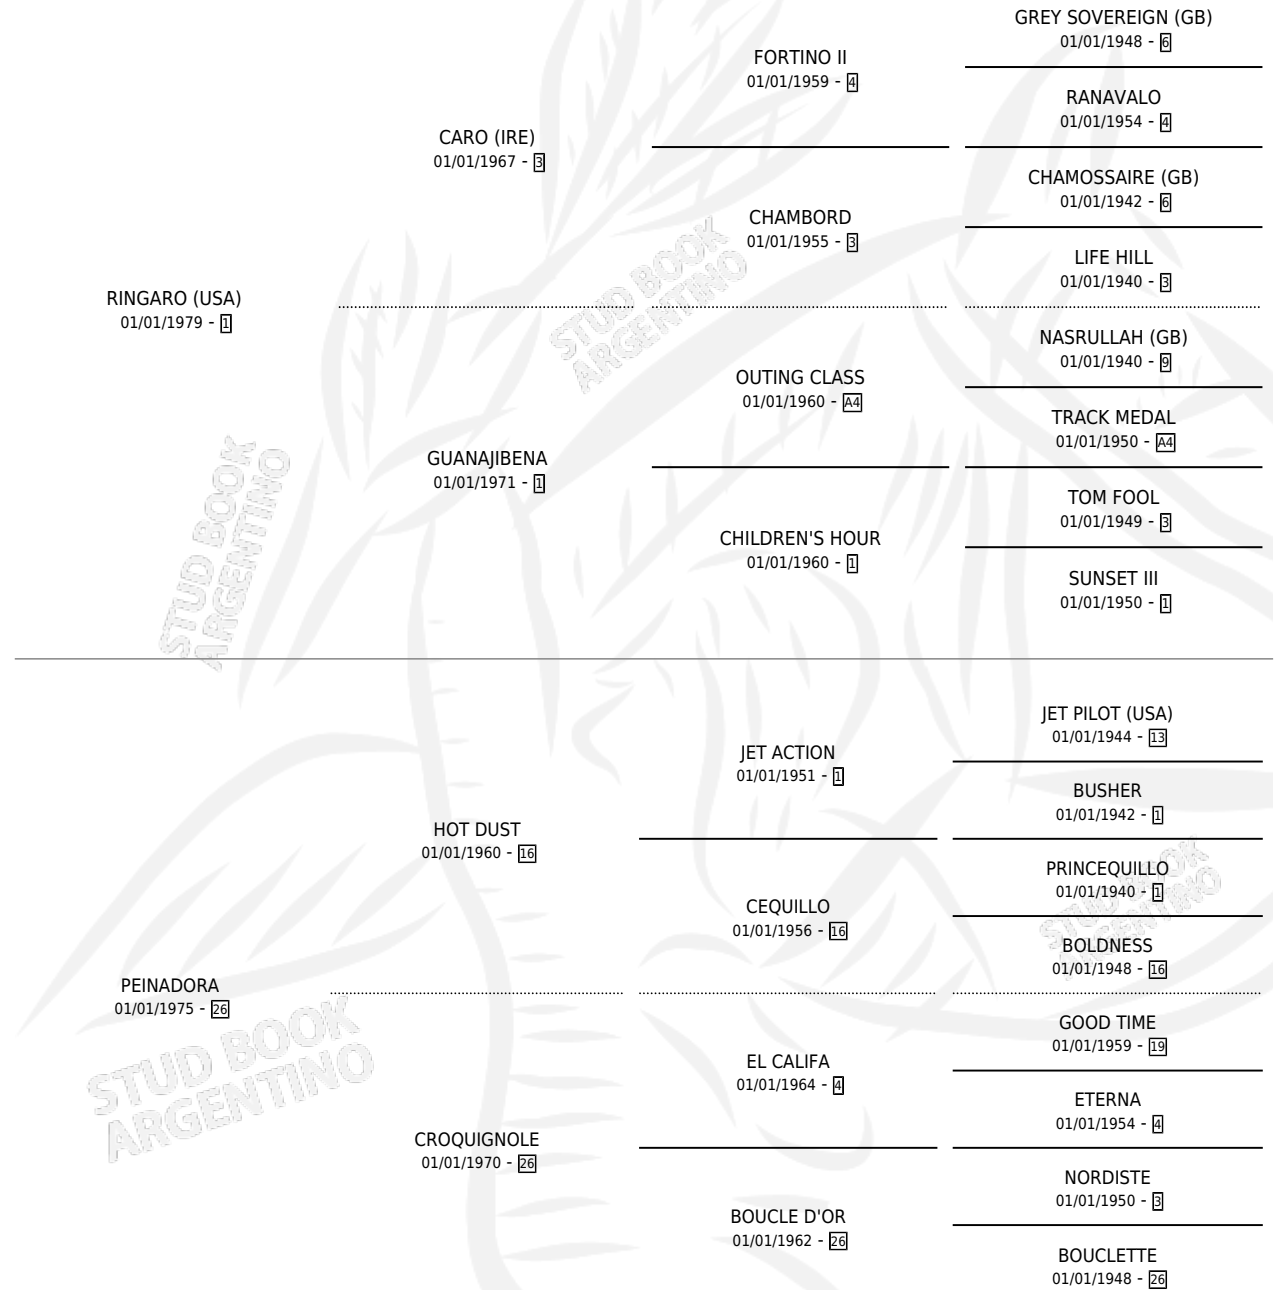 GREY SOVEREIGN (GB)
01/01/1948 - 6
FORTINO II
01/01/1959 - 4
RANAVALO
01/01/1954 - 4
CARO (IRE)
01/01/1967 - 3
CHAMOSSAIRE (GB)
01/01/1942 - 6
CHAMBORD
01/01/1955 - 3
LIFE HILL
01/01/1940 - 3
RINGARO (USA)
01/01/1979 - 1
STUD BOOK
ARGENTINO
NASRULLAH (GB)
01/01/1940 - 9
OUTING CLASS
01/01/1960 - A4
TRACK MEDAL
01/01/1950 - A4
GUANAJIBENA
01/01/1971 - 1
TOM FOOL
01/01/1949 - 3
CHILDREN'S HOUR
01/01/1960 - 1
SUNSET III
01/01/1950 - 1
STUD BOOK
ARGENTINO
JET PILOT (USA)
01/01/1944 - 13
JET ACTION
01/01/1951 - 1
BUSHER
01/01/1942 - 1
HOT DUST
01/01/1960 - 16
PRINCEQUILLO
01/01/1940 - 1
CEQUILLO
01/01/1956 - 16
BOLDNESS
01/01/1948 - 16
STUD BOOK
ARGENTINO
PEINADORA
01/01/1975 - 26
GOOD TIME
01/01/1959 - 19
EL CALIFA
01/01/1964 - 4
ETERNA
01/01/1954 - 4
STUD BOOK
ARGENTINO
CROQUIGNOLE
01/01/1970 - 26
NORDISTE
01/01/1950 - 3
BOUCLE D'OR
01/01/1962 - 26
BOUCLETTE
01/01/1948 - 26